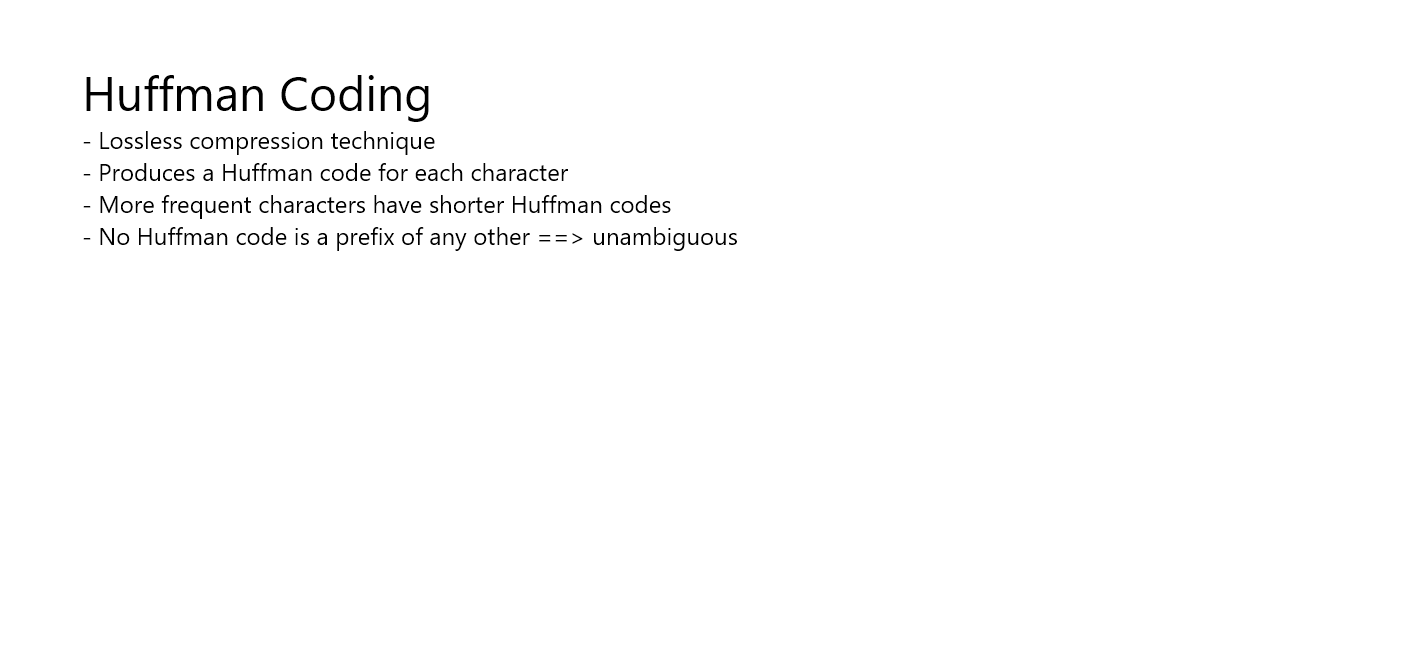 Huffman Coding
- Lossless compression technique
- Produces a Huffman code for each character
- More frequent characters have shorter Huffman codes
- No Huffman code is a prefix of any other ==> unambiguous